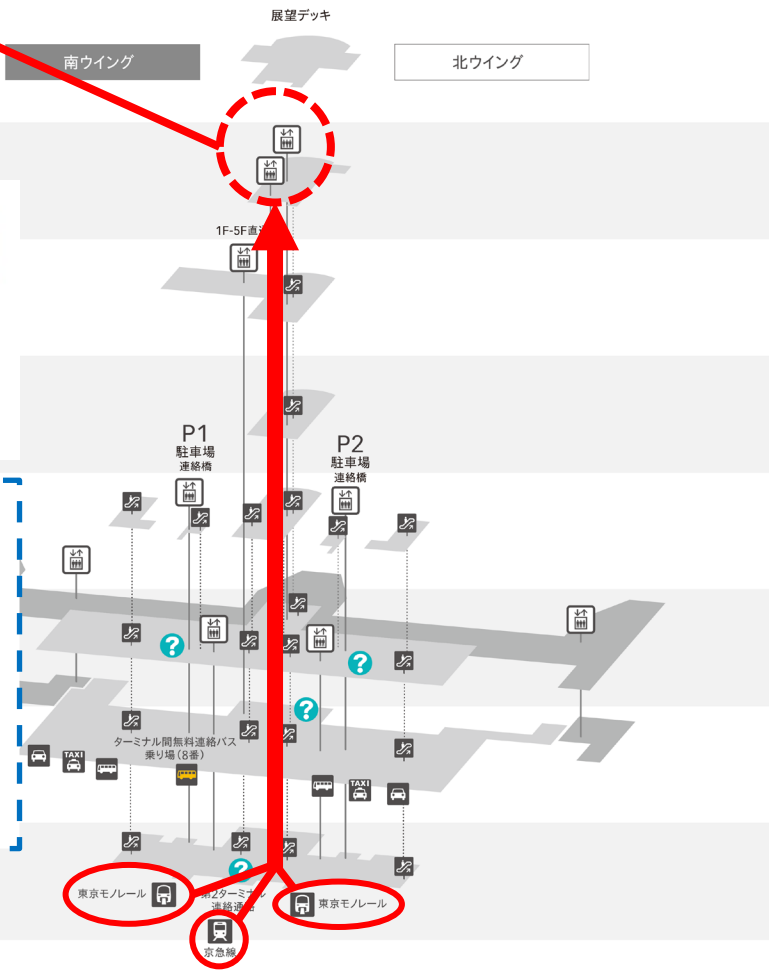 展望デッキ
南ウイング
北ウイング
1F-5F直
P1
駐車場
連絡橋
P2
駐車場
連絡橋
?
?
?
ターミナル間無料連絡バス
乗り場(8番)
TAXI
TAXI
?
東京モノレール
第2ターミナル
連絡通路
東京モノレール
京急線